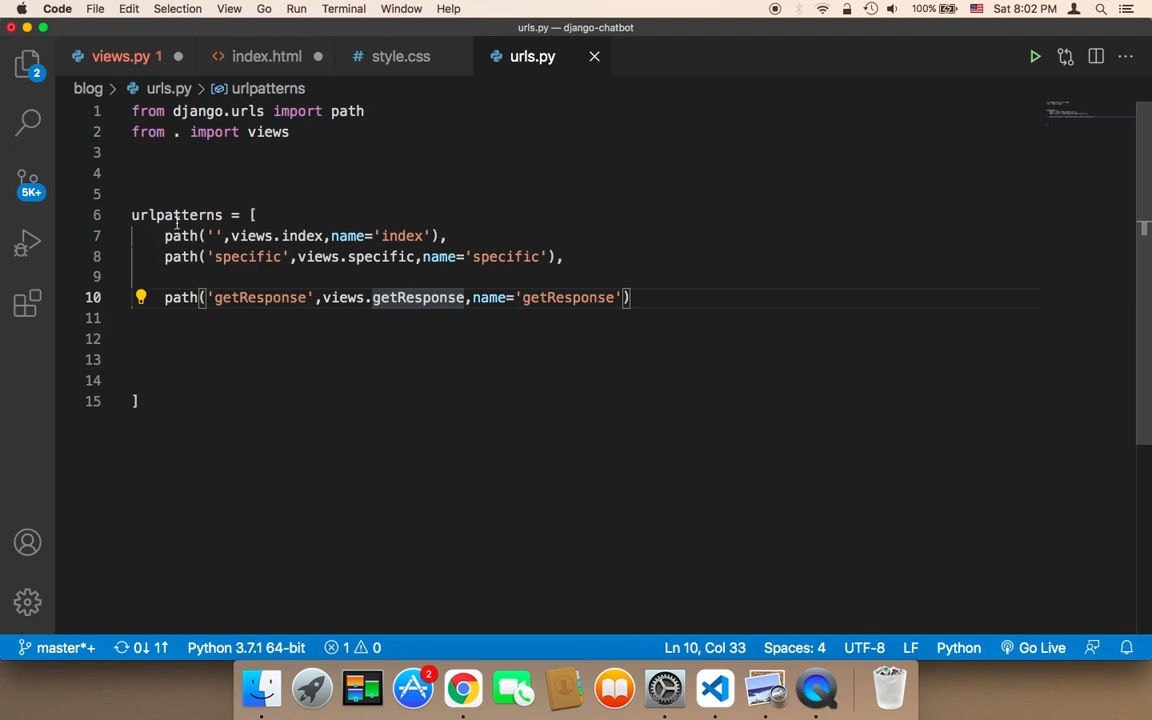 Code File Edit Selection View Go Run Terminal Window Help 100% Sat 8:02 PM
urls.py — django-chatbot
views.py 1 index.html # style.css urls.py
blog > urls.py > urlpatterns
1 from django.urls import path
2 from . import views
3
4
5
6 urlpatterns = [
7 path('',views.index,name='index'),
8 path('specific',views.specific,name='specific'),
9
10 path('getResponse',views.getResponse,name='getResponse')
11
12
13
14
15 ]
2
5K+
master*+ 0↓ 1↑ Python 3.7.1 64-bit 1 0 Ln 10, Col 33 Spaces: 4 UTF-8 LF Python Go Live
2